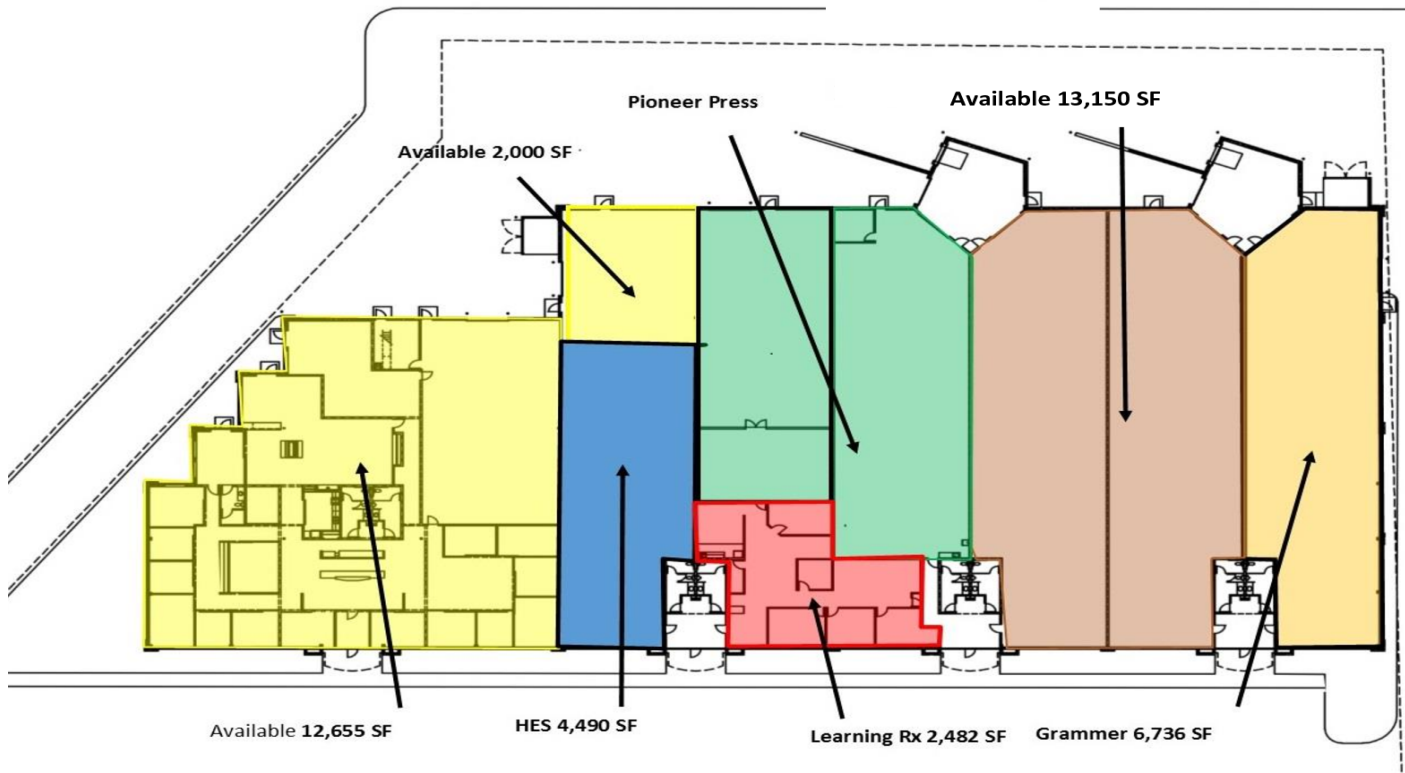 Pioneer Press
Available 13,150 SF
Available 2,000 SF
Available 12,655 SF
HES 4,490 SF
Learning Rx 2,482 SF
Grammer 6,736 SF